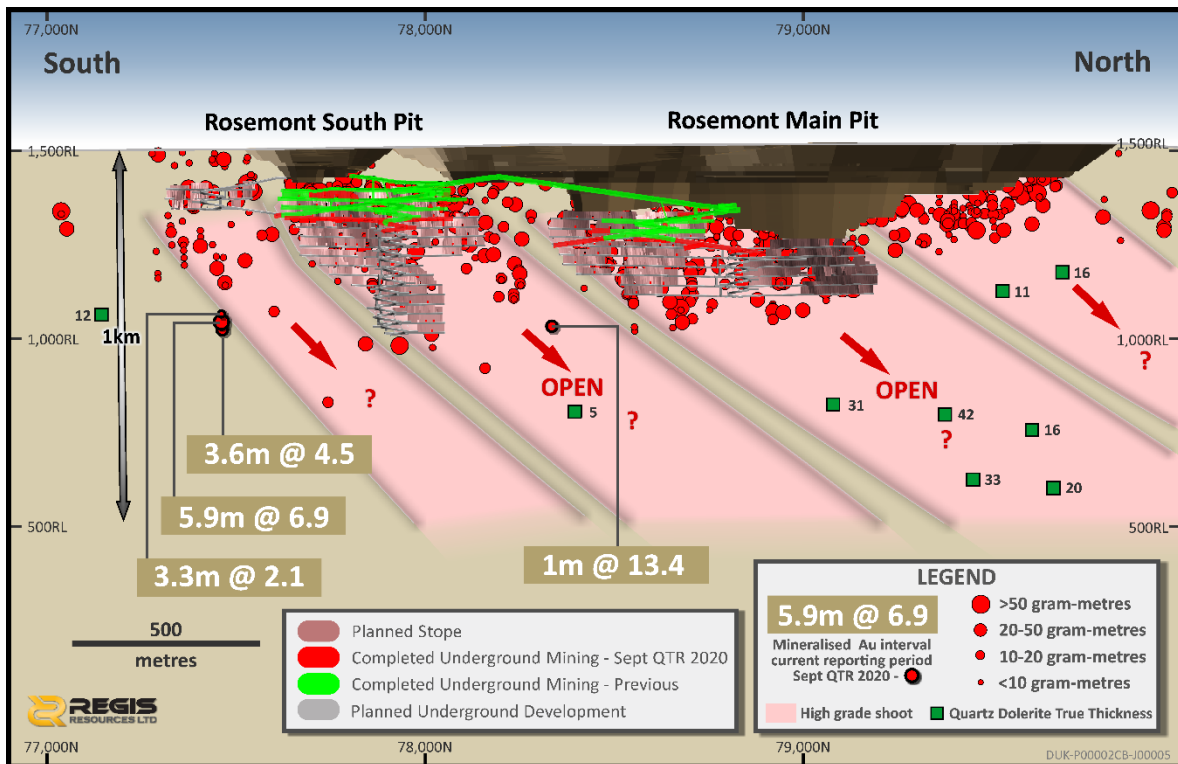 77,000N 78,000N 79,000N
South North
Rosemont South Pit Rosemont Main Pit
1,500RL 1,500RL
16
11
12
1km
1,000RL 1,000RL
?
OPEN OPEN
?
5
?
31
42
?
16
33
20
3.6m @ 4.5
5.9m @ 6.9
500RL 500RL
3.3m @ 2.1
1m @ 13.4
500
metres
Planned Stope
Completed Underground Mining - Sept QTR 2020
Completed Underground Mining - Previous
Planned Underground Development
LEGEND
5.9m @ 6.9
Mineralised Au interval
current reporting period
Sept QTR 2020 -
>50 gram-metres
20-50 gram-metres
10-20 gram-metres
<10 gram-metres
High grade shoot
Quartz Dolerite True Thickness
REGIS
RESOURCES LTD
77,000N 78,000N 79,000N
DUK-P00002CB-J00005